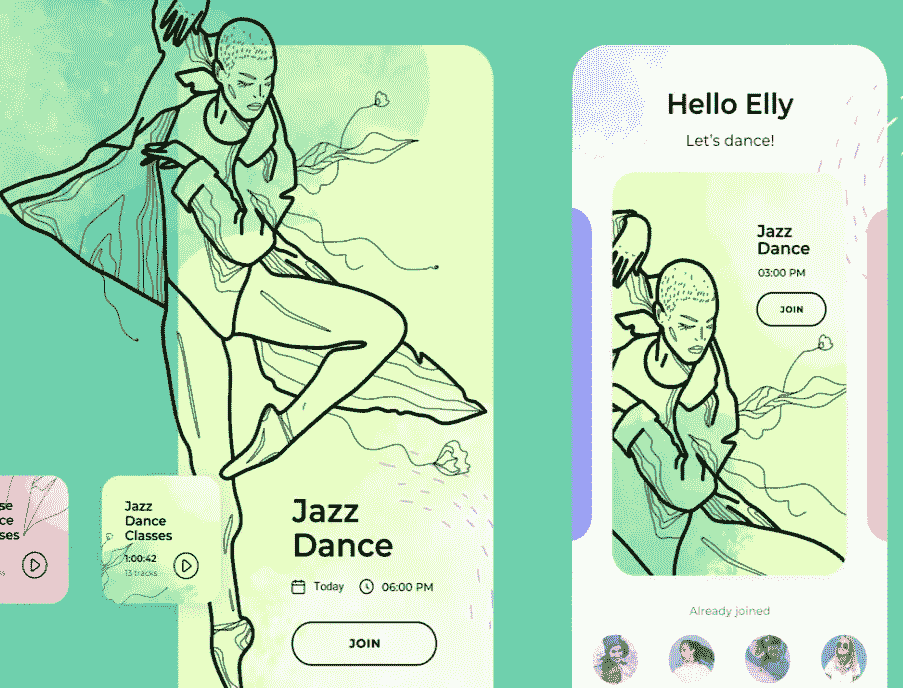 se
ce
sses
Jazz
Dance
Classes
1:00:42
13 tracks
Jazz
Dance
Today 06:00 PM
JOIN
Hello Elly
Let's dance!
Jazz
Dance
03:00 PM
JOIN
Already joined